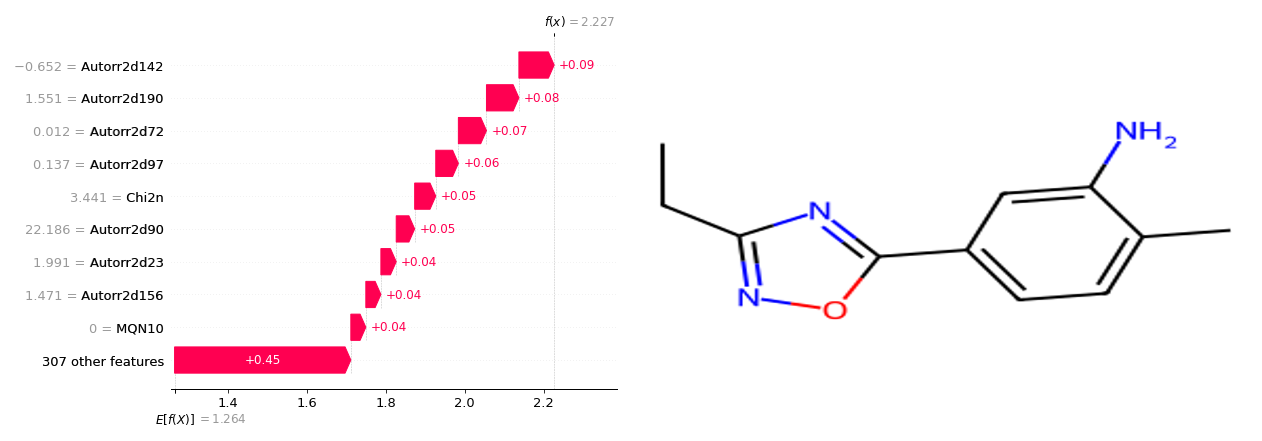 f(x) = 2.227
−0.652 = Autorr2d142
+0.09
1.551 = Autorr2d190
+0.08
0.012 = Autorr2d72
+0.07
0.137 = Autorr2d97
+0.06
3.441 = Chi2n
+0.05
22.186 = Autorr2d90
+0.05
1.991 = Autorr2d23
+0.04
1.471 = Autorr2d156
+0.04
0 = MQN10
+0.04
307 other features
+0.45
1.4 1.6 1.8 2.0 2.2
E[f(X)] = 1.264
NH2
N
N
O